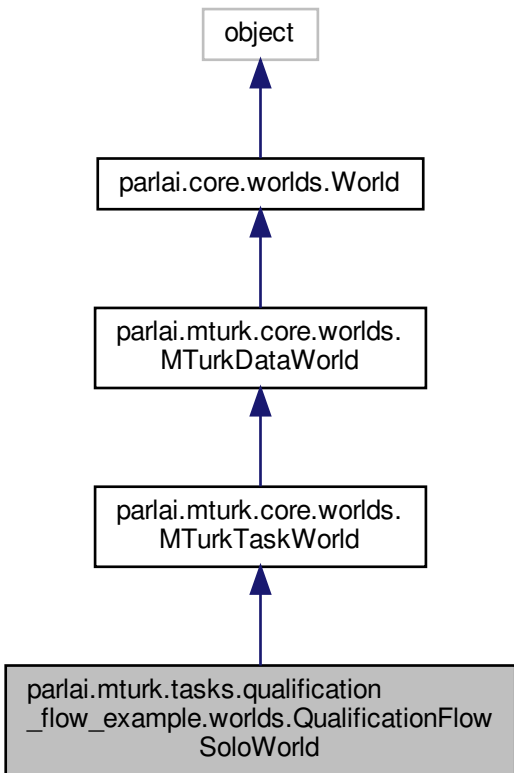 object
parlai.core.worlds.World
parlai.mturk.core.worlds.
MTurkDataWorld
parlai.mturk.core.worlds.
MTurkTaskWorld
parlai.mturk.tasks.qualification
_flow_example.worlds.QualificationFlow
SoloWorld